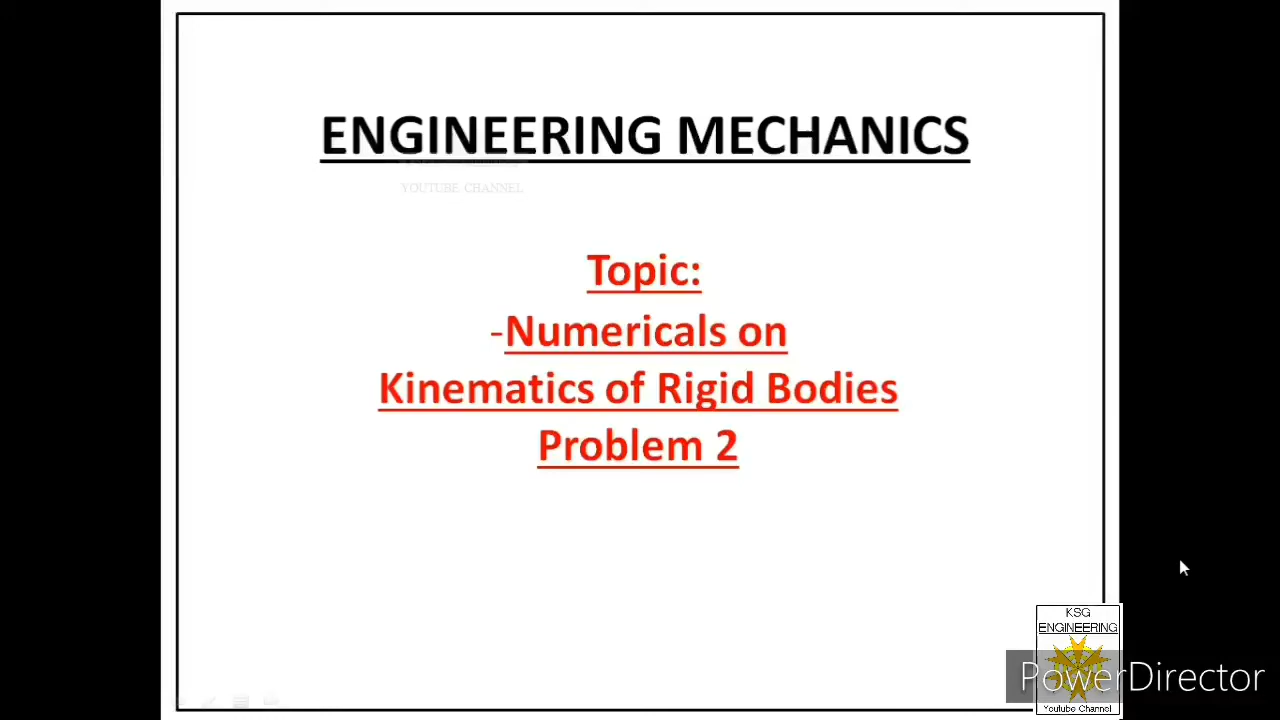 ENGINEERING MECHANICS
YOUTUBE CHANNEL
Topic:
-Numericals on
Kinematics of Rigid Bodies
Problem 2
KSG
ENGINEERING
PowerDirector
Youtube Channel